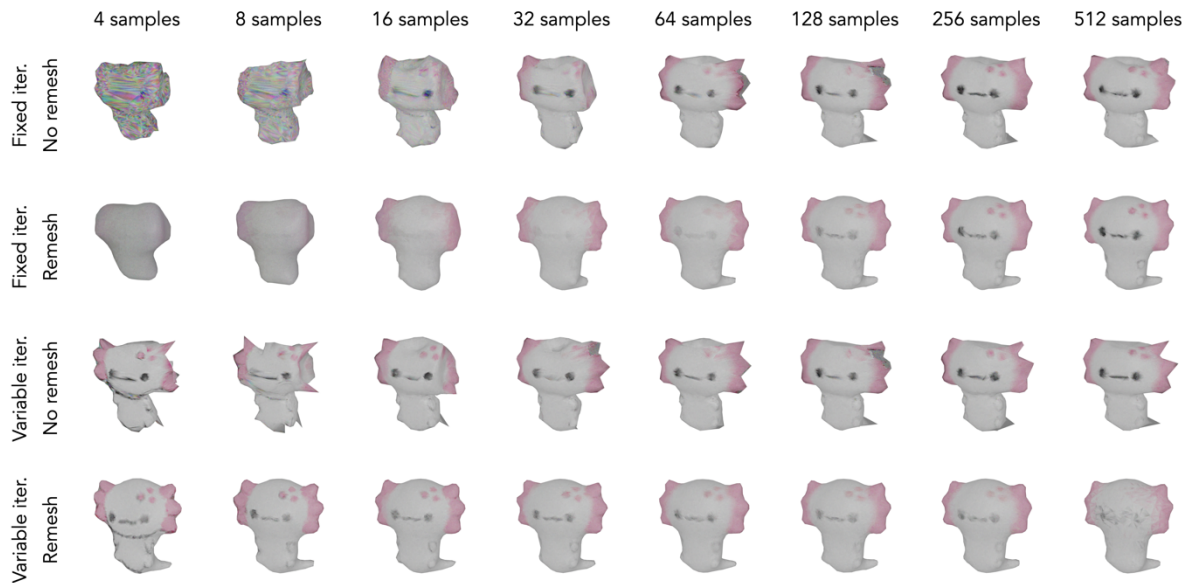 4 samples 8 samples 16 samples 32 samples 64 samples 128 samples 256 samples 512 samples
Fixed iter.
No remesh
Fixed iter.
Remesh
Variable iter.
No remesh
Variable iter.
Remesh